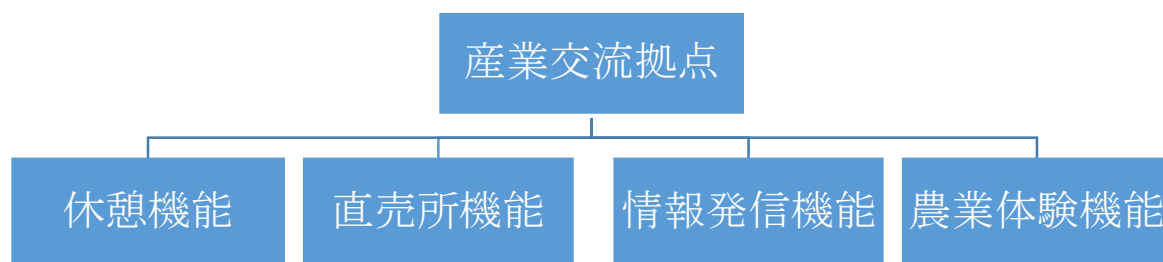 産業交流拠点
休憩機能
直売所機能
情報発信機能
農業体験機能